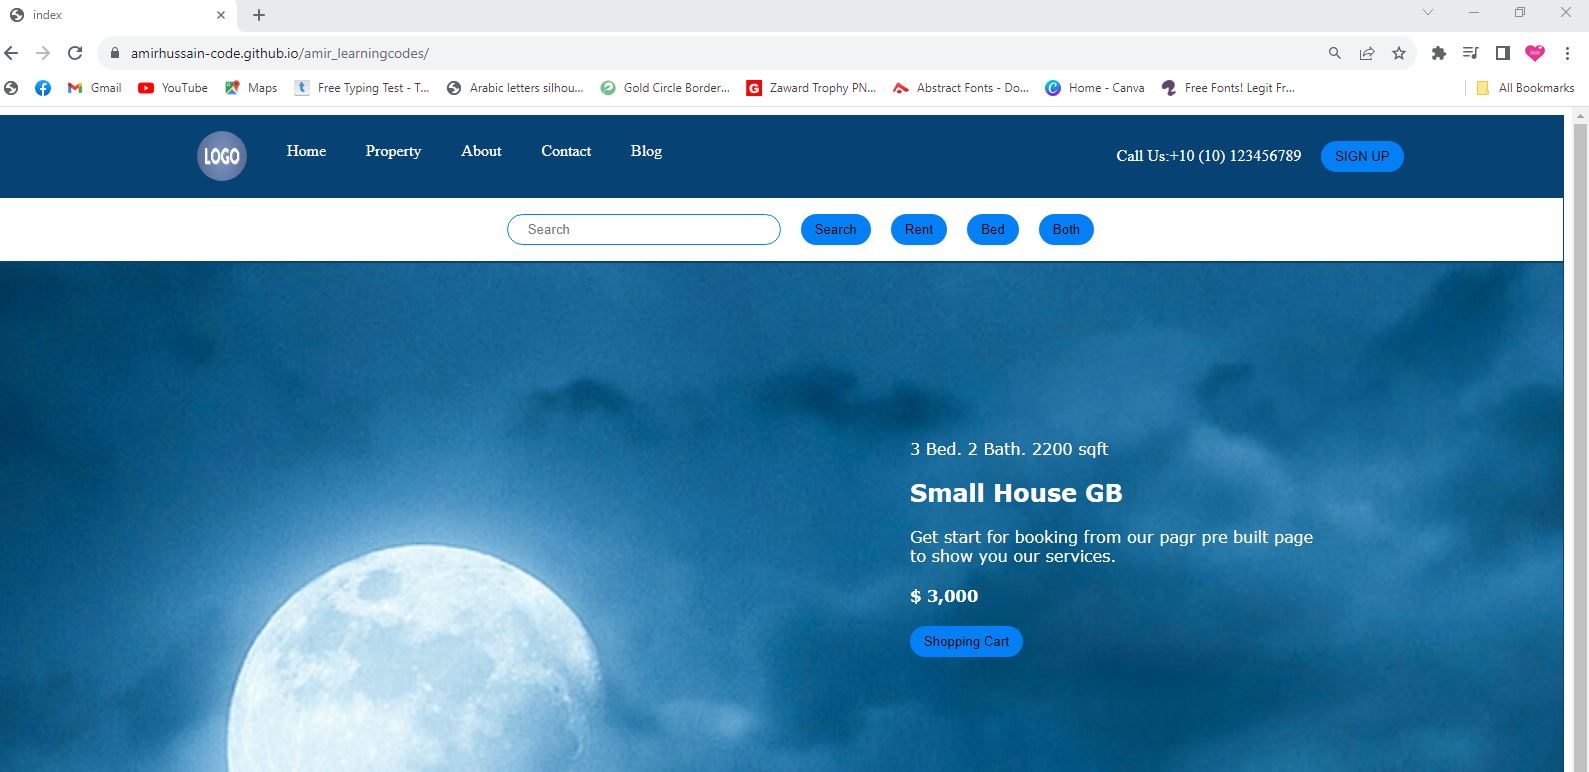 index
amirhussain-code.github.io/amir_learningcodes/
Gmail YouTube Maps Free Typing Test - T... Arabic letters silhou... Gold Circle Border... Zaward Trophy PN... Abstract Fonts - Do... Home - Canva Free Fonts! Legit Fr... All Bookmarks
LOGO Home Property About Contact Blog Call Us:+10 (10) 123456789 SIGN UP
Search Search Rent Bed Both
3 Bed. 2 Bath. 2200 sqft
Small House GB
Get start for booking from our pagr pre built page
to show you our services.
$ 3,000
Shopping Cart